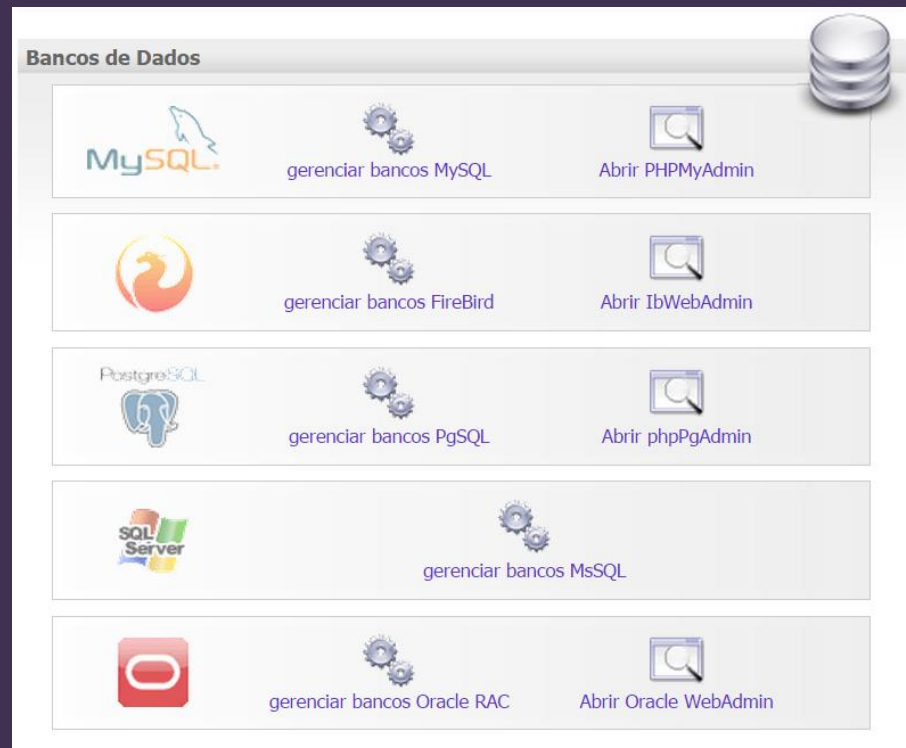 Bancos de Dados
MySQL.
gerenciar bancos MySQL
Abrir PHPMyAdmin
gerenciar bancos FireBird
Abrir IbWebAdmin
PostgreSQL
gerenciar bancos PgSQL
Abrir phpPgAdmin
SQL
Server
gerenciar bancos MsSQL
gerenciar bancos Oracle RAC
Abrir Oracle WebAdmin